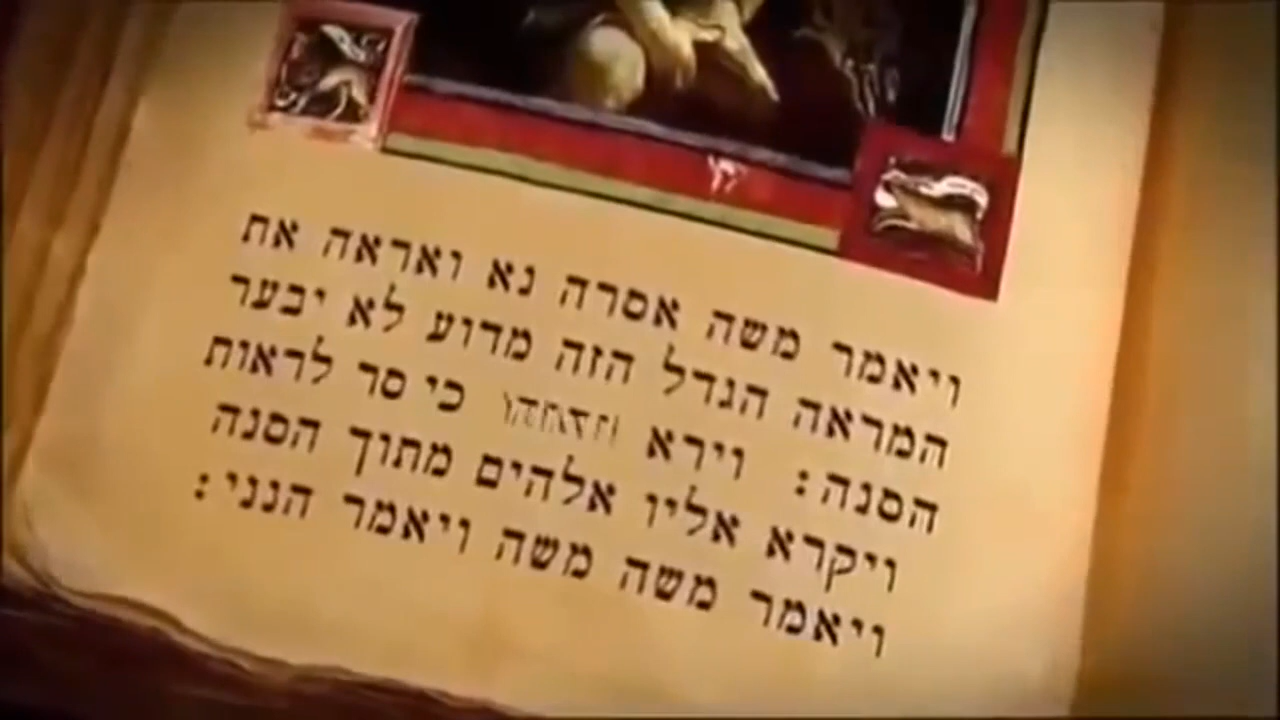 ויאמר משה אסרה נא ואראה את
המראה הגדל הזה מדוע לא יבער
הסנה: וירא כי סר לראות
ויקרא אליו אלהים מתוך הסנה
ויאמר משה משה ויאמר הנני: